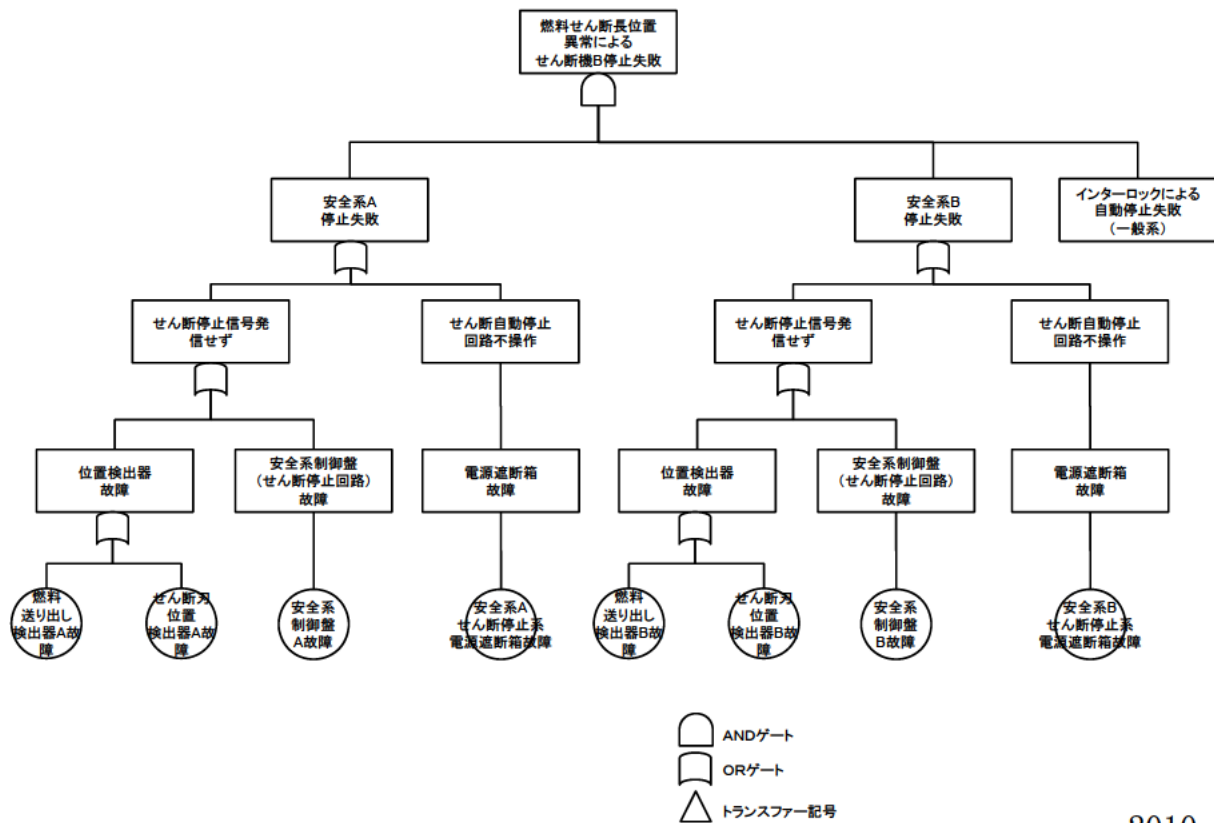 燃料せん断長位置
異常による
せん断機B停止失敗
安全系A
停止失敗
安全系B
停止失敗
インターロックによる
自動停止失敗
(一般系)
せん断停止信号発
信せず
せん断自動停止
回路不操作
せん断停止信号発
信せず
せん断自動停止
回路不操作
位置検出器
故障
安全系制御盤
(せん断停止回路)
故障
電源遮断箱
故障
位置検出器
故障
安全系制御盤
(せん断停止回路)
故障
電源遮断箱
故障
燃料
送り出し
検出器A故
障
せん断刃
位置
検出器A故
障
安全系
制御盤
A故障
安全系A
せん断停止系
電源遮断箱故障
燃料
送り出し
検出器B故
障
せん断刃
位置
検出器B故
障
安全系
制御盤
B故障
安全系B
せん断停止系
電源遮断箱故障
ANDゲート
ORゲート
トランスファー記号